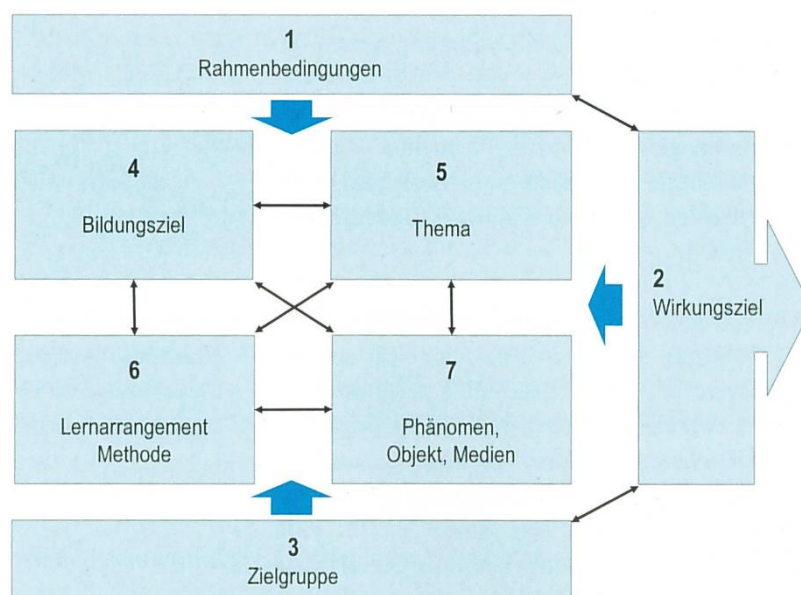 1
Rahmenbedingungen
4
Bildungsziel
5
Thema
2
Wirkungsziel
6
Lernarrangement
Methode
7
Phänomen,
Objekt, Medien
3
Zielgruppe